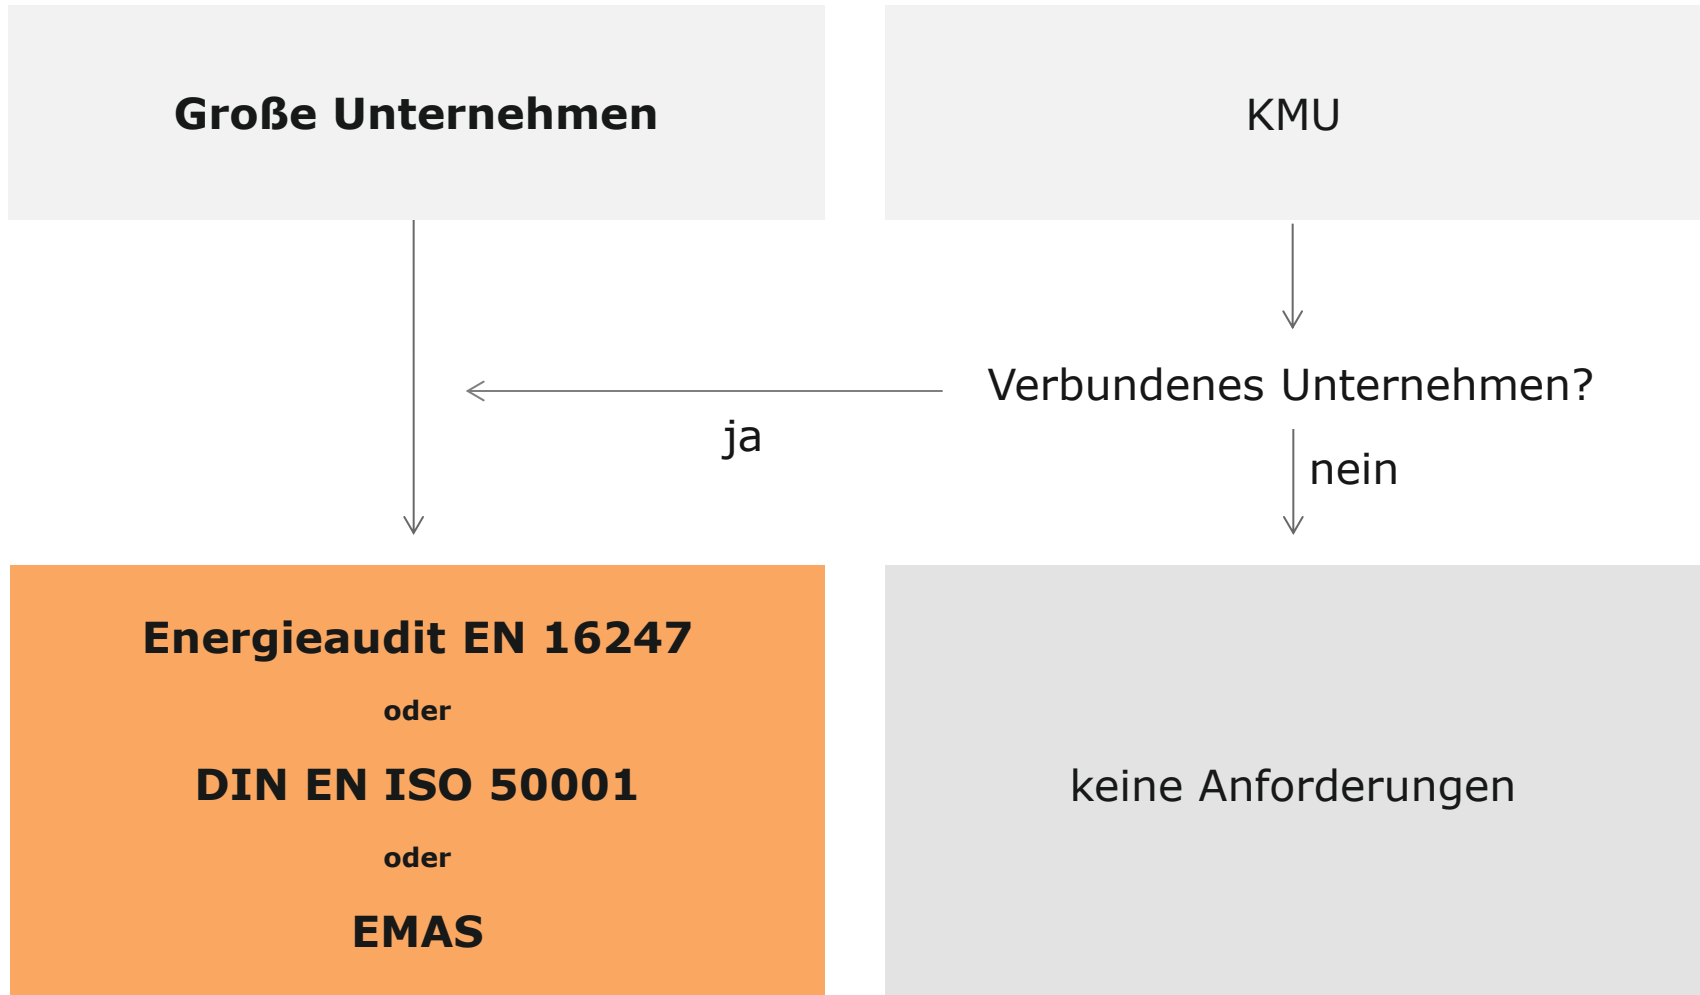 Große Unternehmen
KMU
Verbundenes Unternehmen?
ja
nein
Energieaudit EN 16247
oder
DIN EN ISO 50001
oder
EMAS
keine Anforderungen